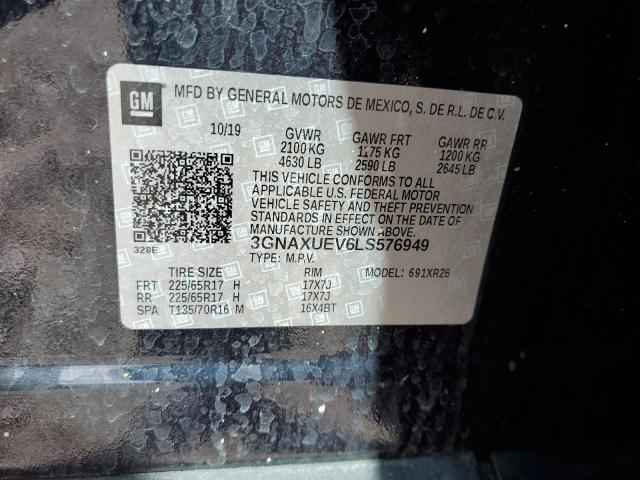 GM MFD BY GENERAL MOTORS DE MEXICO, S. DE R.L. DE C.V.
10/19 GVWR GAWR FRT GAWR RR
2100 KG 1175 KG 1200 KG
4630 LB 2590 LB 2645 LB
THIS VEHICLE CONFORMS TO ALL
APPLICABLE U.S. FEDERAL MOTOR
VEHICLE SAFETY AND THEFT PREVENTION
STANDARDS IN EFFECT ON THE DATE OF
MANUFACTURE SHOWN ABOVE.
328E 3GNAXUEV6LS576949
TYPE: M.P.V.
TIRE SIZE RIM MODEL: 691XR26
FRT 225/65R17 H 17X7J
RR 225/65R17 H 17X7J
SPA T135/70R16 M 16X4BT